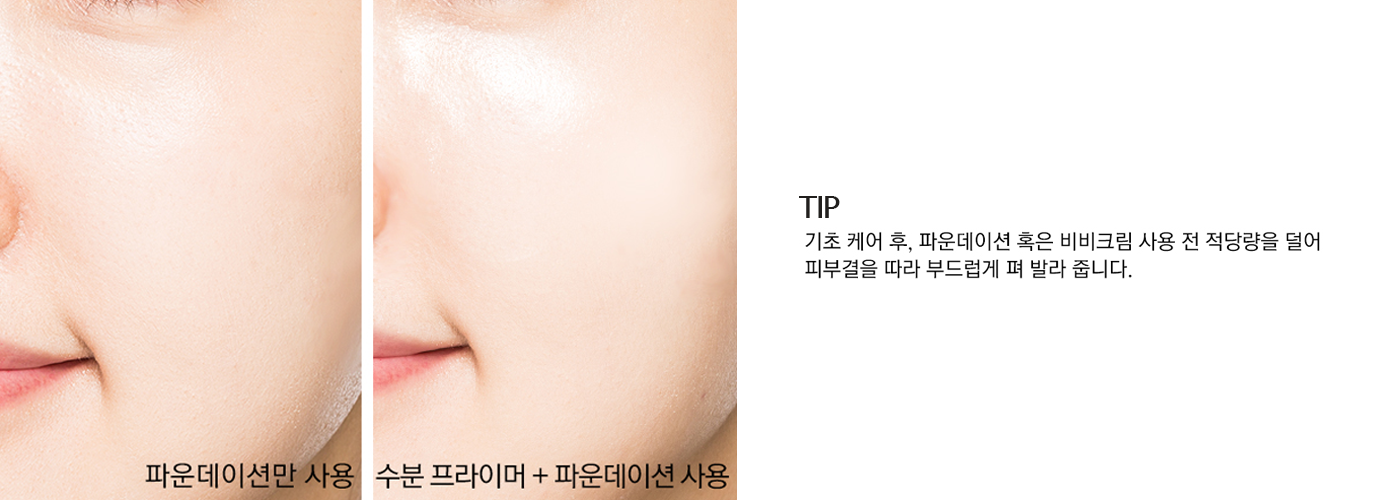 파운데이션만 사용
수분 프라이머 + 파운데이션 사용
TIP
기초 케어 후, 파운데이션 혹은 비비크림 사용 전 적당량을 덜어
피부결을 따라 부드럽게 펴 발라 줍니다.